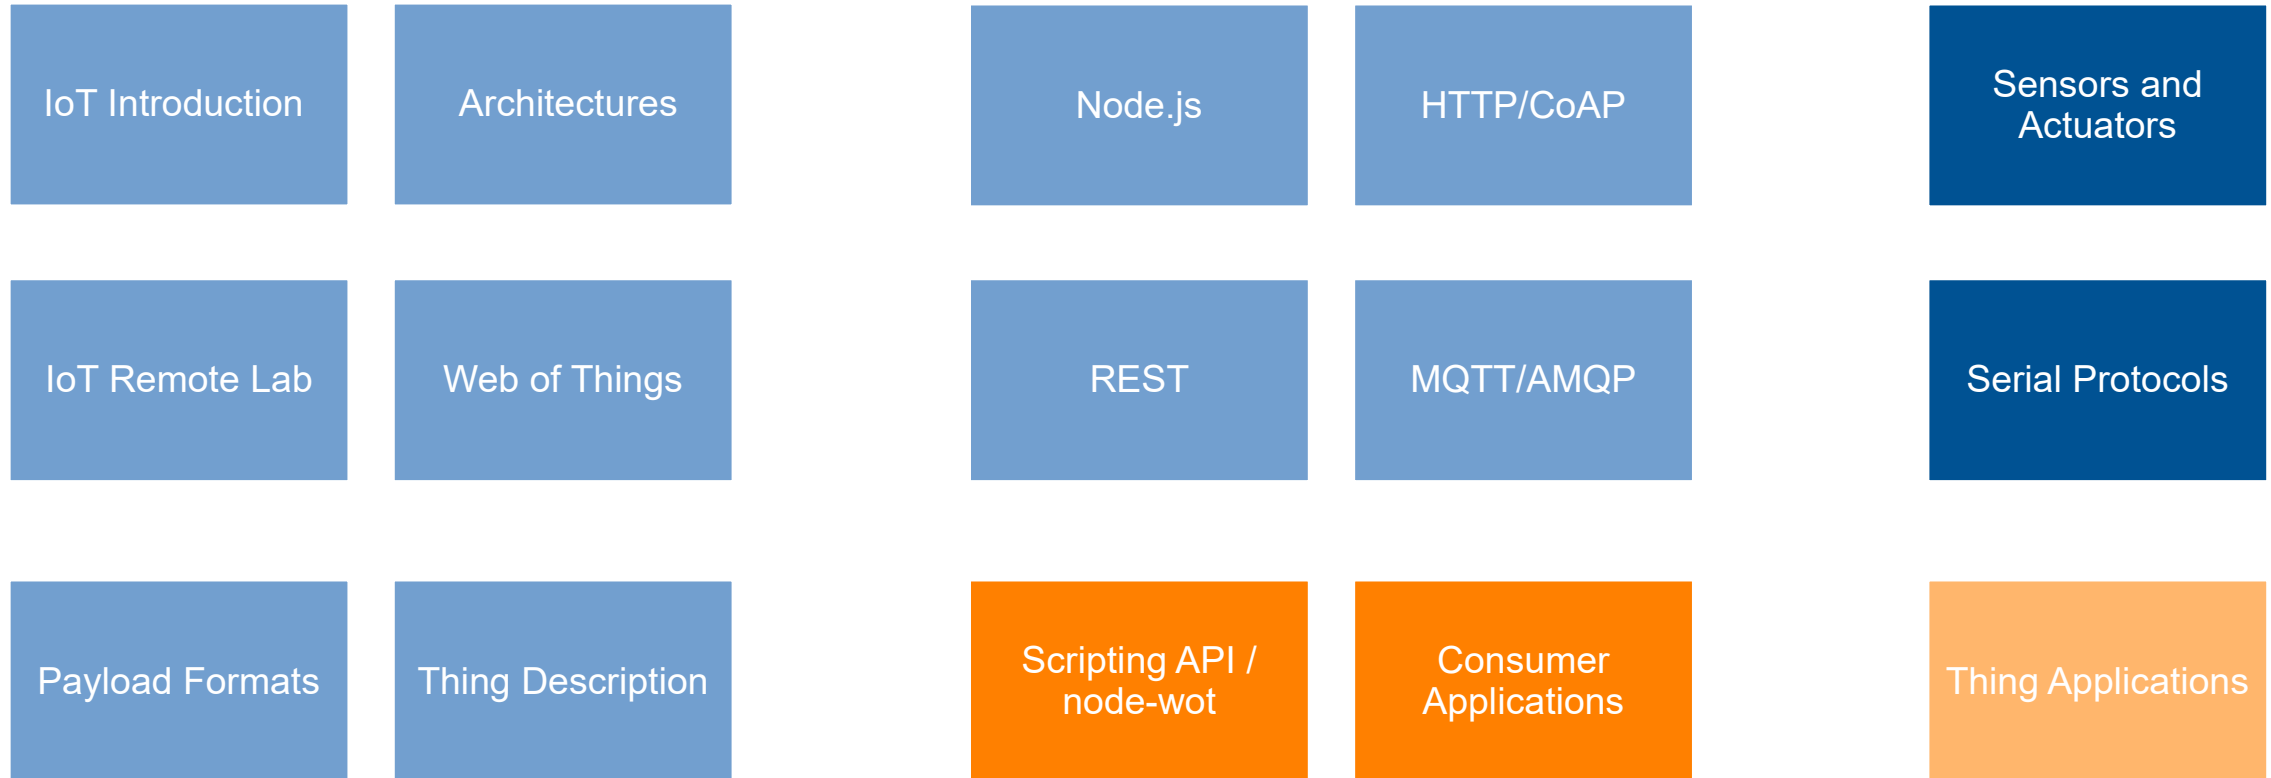 IoT Introduction
Architectures
Node.js
HTTP/CoAP
Sensors and
Actuators
IoT Remote Lab
Web of Things
REST
MQTT/AMQP
Serial Protocols
Payload Formats
Thing Description
Scripting API /
node-wot
Consumer
Applications
Thing Applications